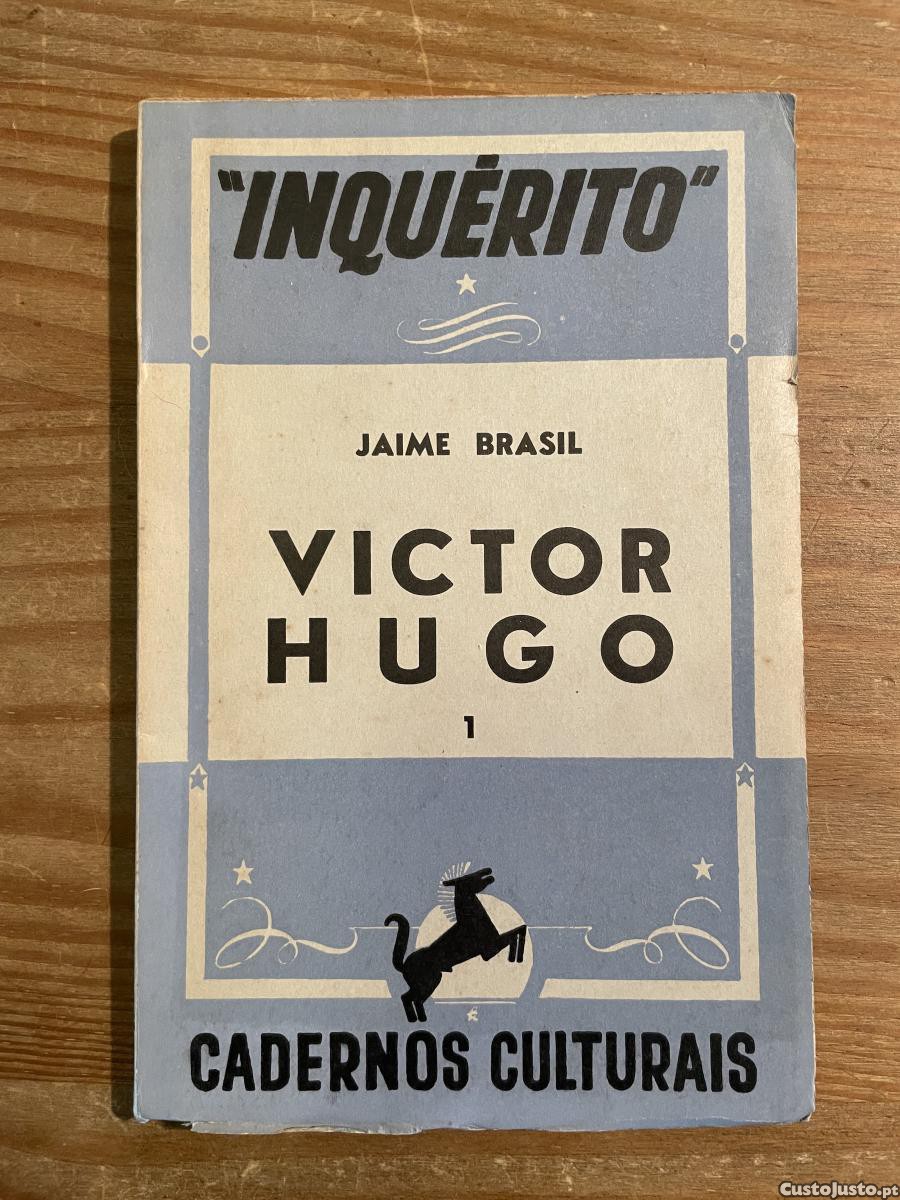 "INQUÉRITO"
JAIME BRASIL
VICTOR
HUGO
1
CADERNOS CULTURAIS
CustoJusto.pt